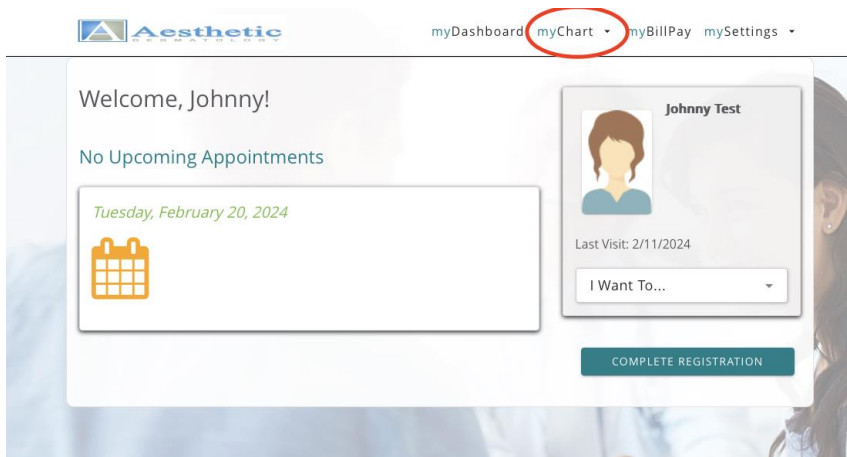 Aesthetic
DERMATOLOGY
myDashboard myChart myBillPay mySettings
Welcome, Johnny!
No Upcoming Appointments
Tuesday, February 20, 2024
Johnny Test
Last Visit: 2/11/2024
I Want To...
COMPLETE REGISTRATION